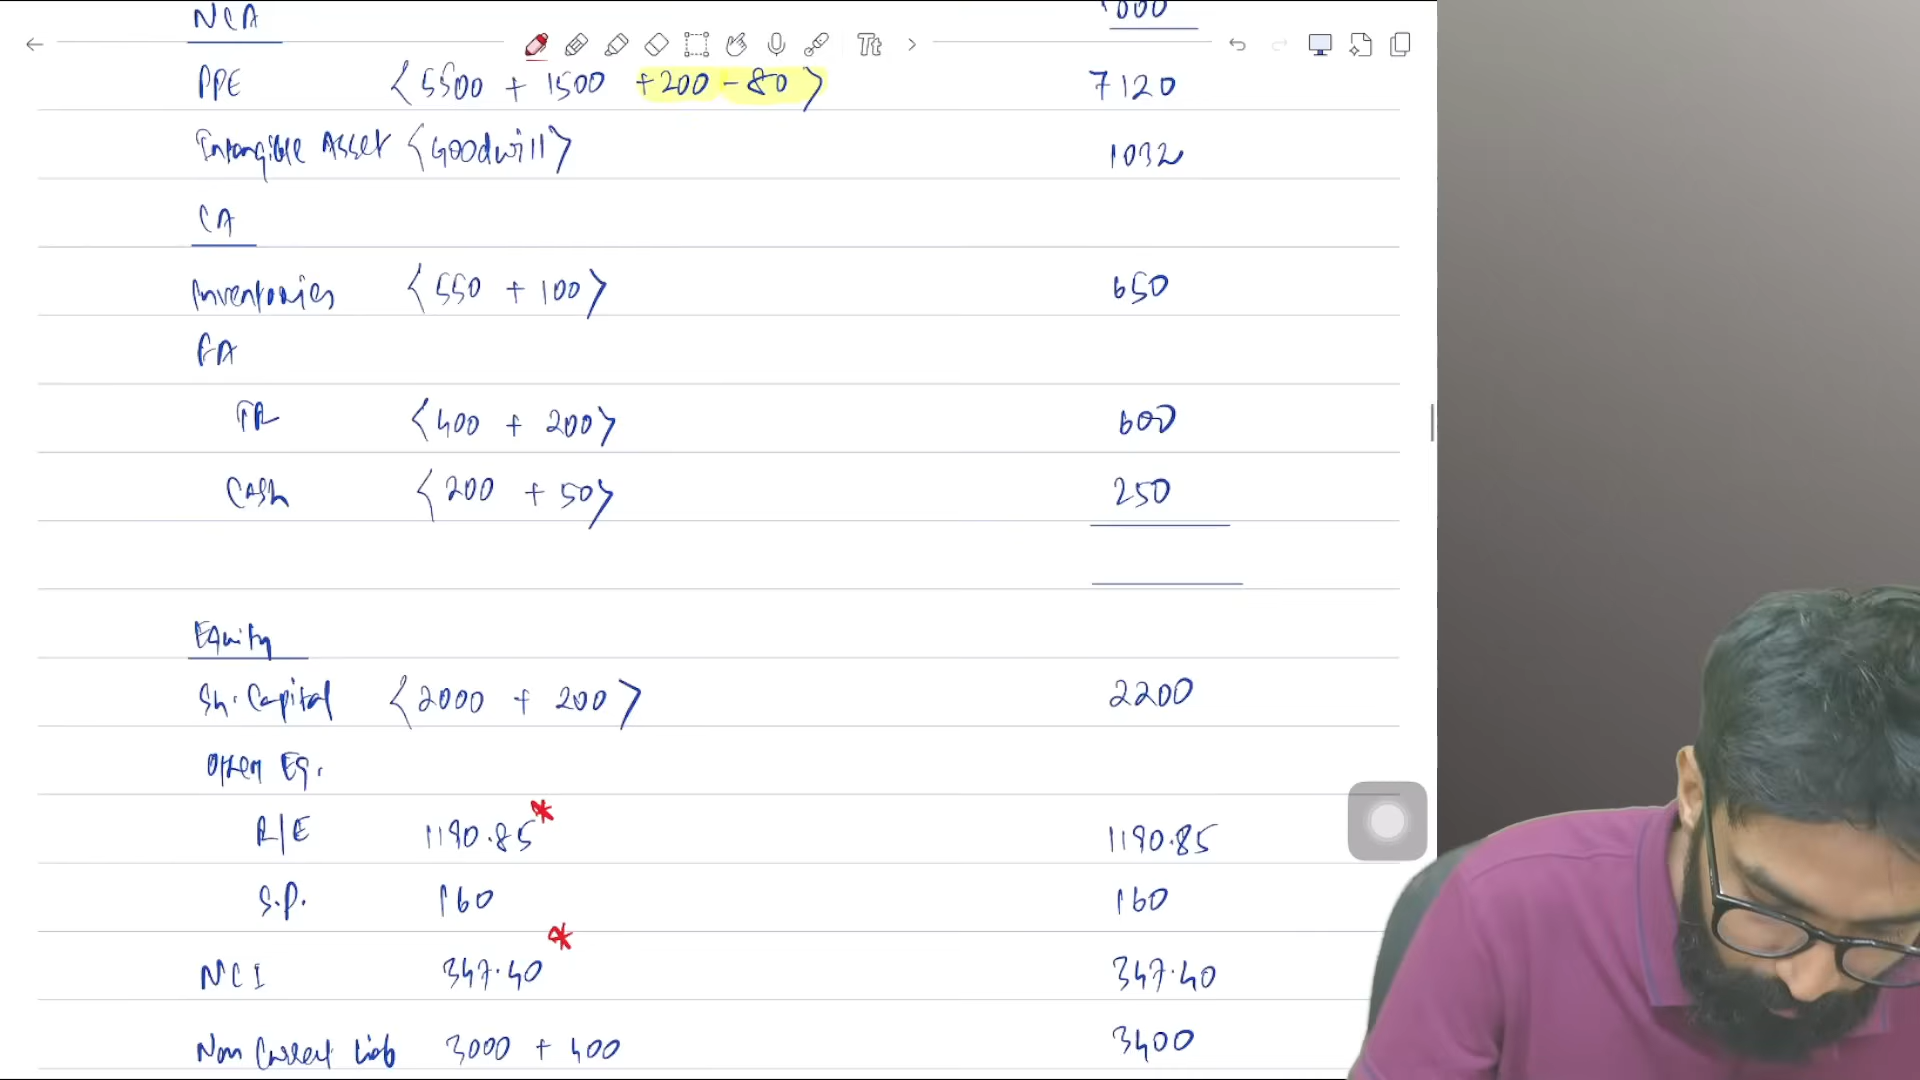 NCA
Tt
PPE <5500 + 1500 +200 -80> 7120
Intangible Asset <Goodwill> 1032
CA
Inventories <550 + 100> 650
FA
TR <400 + 200> 600
Cash <200 + 50> 250
Equity
Sh. Capital <2000 + 200> 2200
Other Eq.
R/E 1190.85* 1190.85
S.P. 160 160
NCI 347.40* 347.40
Non Current Liab 3000 + 400 3400